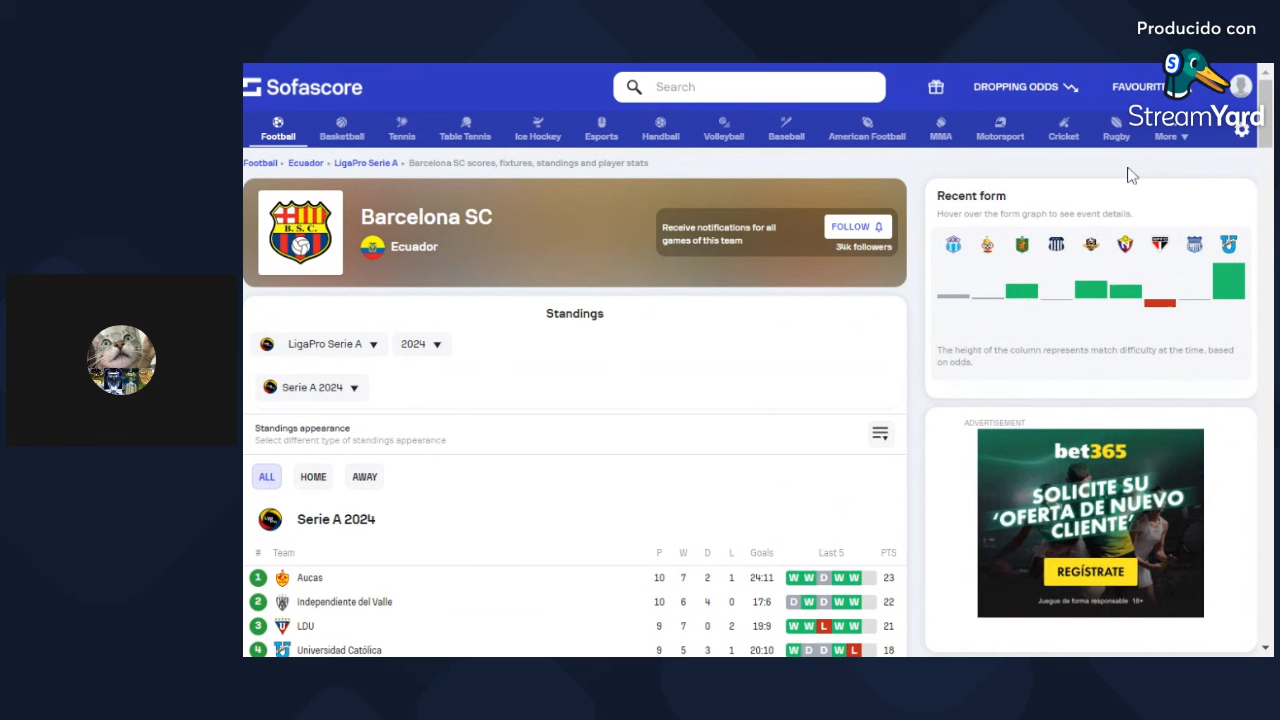 Producido con
StreamYard
Sofascore
Search
DROPPING ODDS
FAVOURIT
Football
Basketball
Tennis
Table Tennis
Ice Hockey
Esports
Handball
Volleyball
Baseball
American Football
MMA
Motorsport
Cricket
Rugby
More
Football
Ecuador
LigaPro Serie A
Barcelona SC scores, fixtures, standings and player stats
B. S. C.
Barcelona SC
Ecuador
Receive notifications for all
games of this team
FOLLOW
34k followers
Recent form
Hover over the form graph to see event details.
The height of the column represents match difficulty at the time, based
on odds.
Standings
LigaPro Serie A
2024
Serie A 2024
Standings appearance
Select different type of standings appearance
ALL
HOME
AWAY
Serie A 2024
# Team P W D L Goals Last 5 PTS
1 Aucas 10 7 2 1 24:11 W W D W W 23
2 Independiente del Valle 10 6 4 0 17:6 D W D W W 22
3 LDU 9 7 0 2 19:9 W W L W W 21
4 Universidad Católica 9 5 3 1 20:10 W D D W L 18
ADVERTISEMENT
bet365
SOLICITE SU
'OFERTA DE NUEVO
CLIENTE'
REGÍSTRATE
Juegue de forma responsable 18+